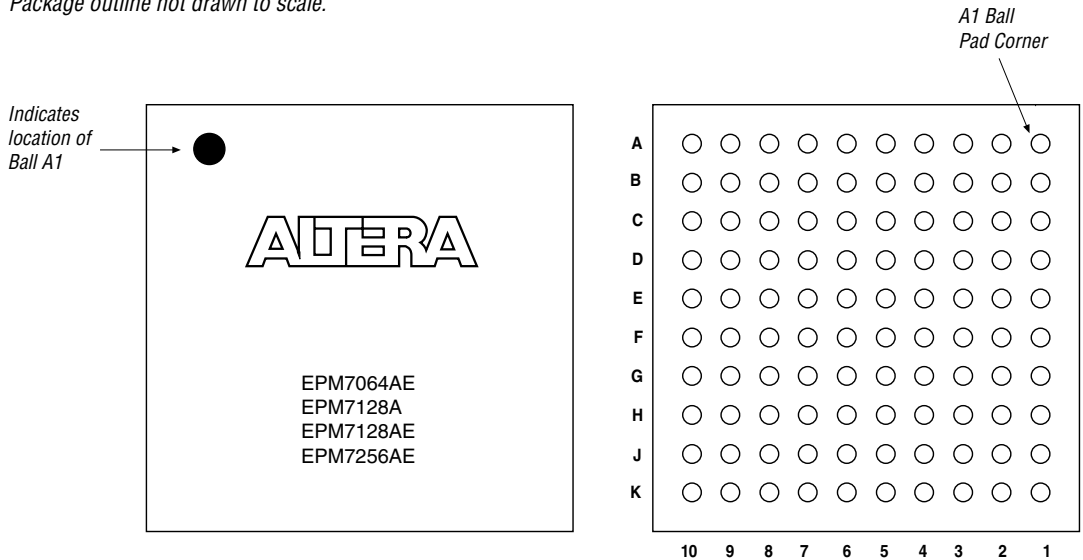 Package outline not drawn to scale.
A1 Ball
Pad Corner
Indicates
location of
Ball A1
ALTERA
EPM7064AE
EPM7128A
EPM7128AE
EPM7256AE
A
B
C
D
E
F
G
H
J
K
10 9 8 7 6 5 4 3 2 1